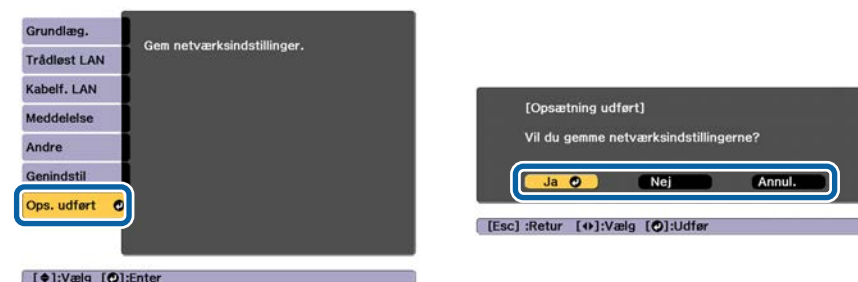 Grundlæg.
Trådløst LAN
Kabelf. LAN
Meddelelse
Andre
Genindstil
Ops. udført
Gem netværksindstillinger.
[◆]:Vælg [↵]:Enter
[Opsætning udført]
Vil du gemme netværksindstillingerne?
Ja Nej Annul.
[Esc] :Retur [◂▸]:Vælg [↵]:Udfør